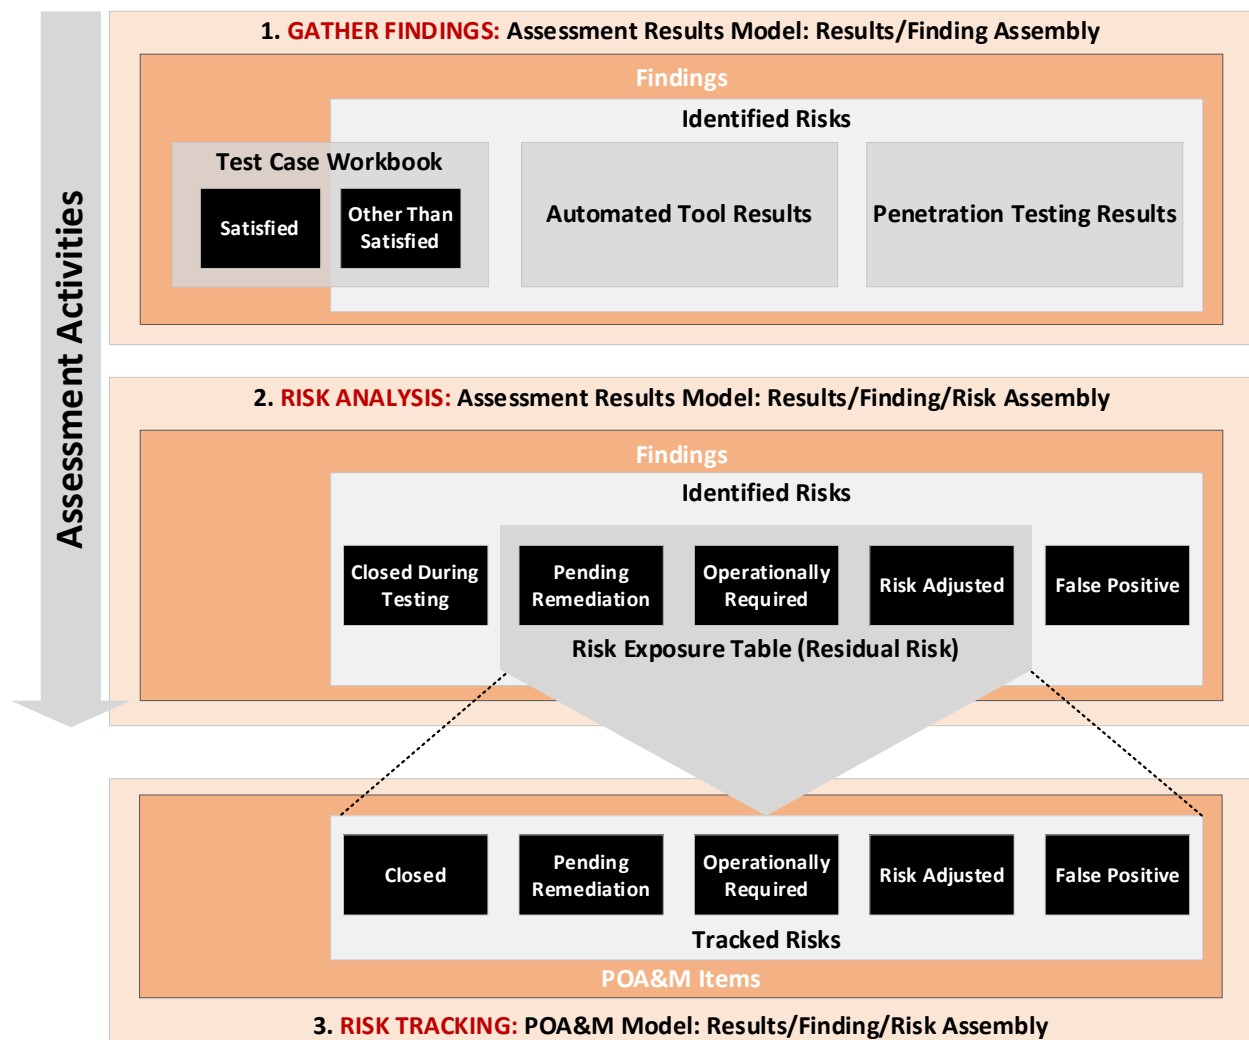 Assessment Activities
1. GATHER FINDINGS: Assessment Results Model: Results/Finding Assembly
Findings
Identified Risks
Test Case Workbook
Satisfied
Other Than
Satisfied
Automated Tool Results
Penetration Testing Results
2. RISK ANALYSIS: Assessment Results Model: Results/Finding/Risk Assembly
Findings
Identified Risks
Closed During
Testing
Pending
Remediation
Operationally
Required
Risk Adjusted
False Positive
Risk Exposure Table (Residual Risk)
Closed
Pending
Remediation
Operationally
Required
Risk Adjusted
False Positive
Tracked Risks
POA&M Items
3. RISK TRACKING: POA&M Model: Results/Finding/Risk Assembly